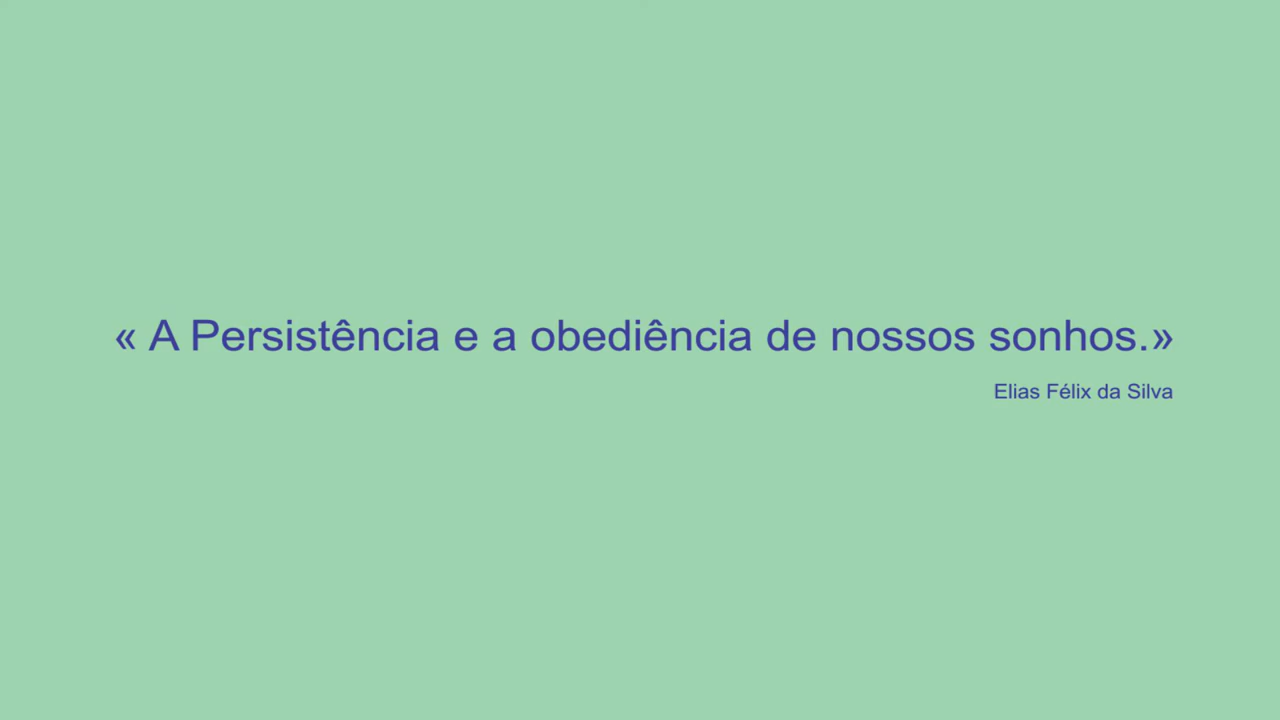 « A Persistência e a obediência de nossos sonhos.»
Elias Félix da Silva